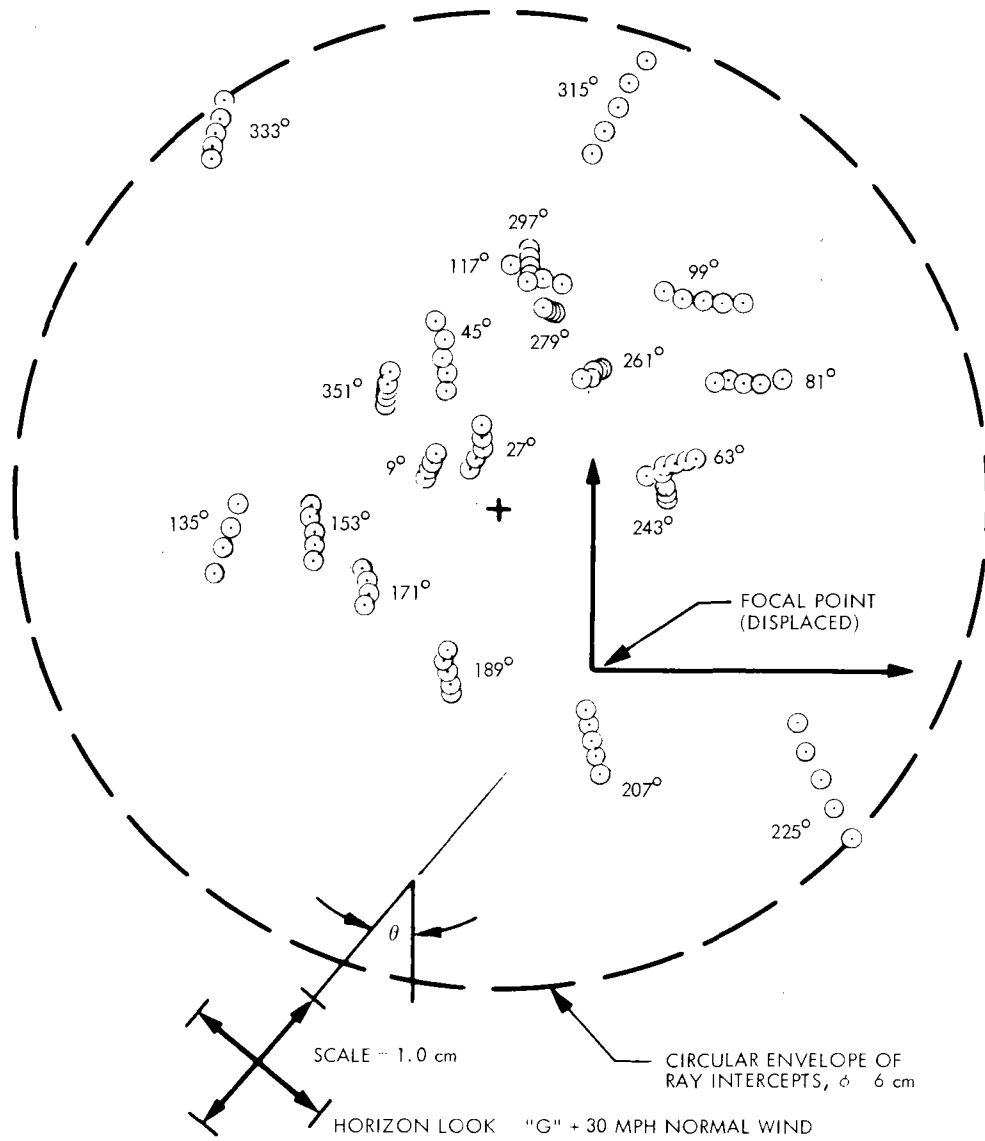 315°
333°
297°
117°
99°
45°
279°
261°
351°
81°
27°
9°
63°
243°
135°
153°
171°
FOCAL POINT
(DISPLACED)
189°
207°
225°
θ
SCALE - 1.0 cm
CIRCULAR ENVELOPE OF
RAY INTERCEPTS, ϕ 6 cm
HORIZON LOOK "G" + 30 MPH NORMAL WIND